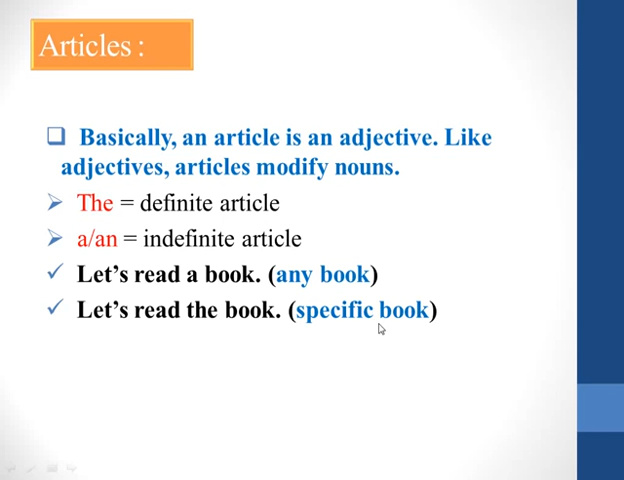 Articles :
Basically, an article is an adjective. Like
adjectives, articles modify nouns.
The = definite article
a/an = indefinite article
Let's read a book. (any book)
Let's read the book. (specific book)